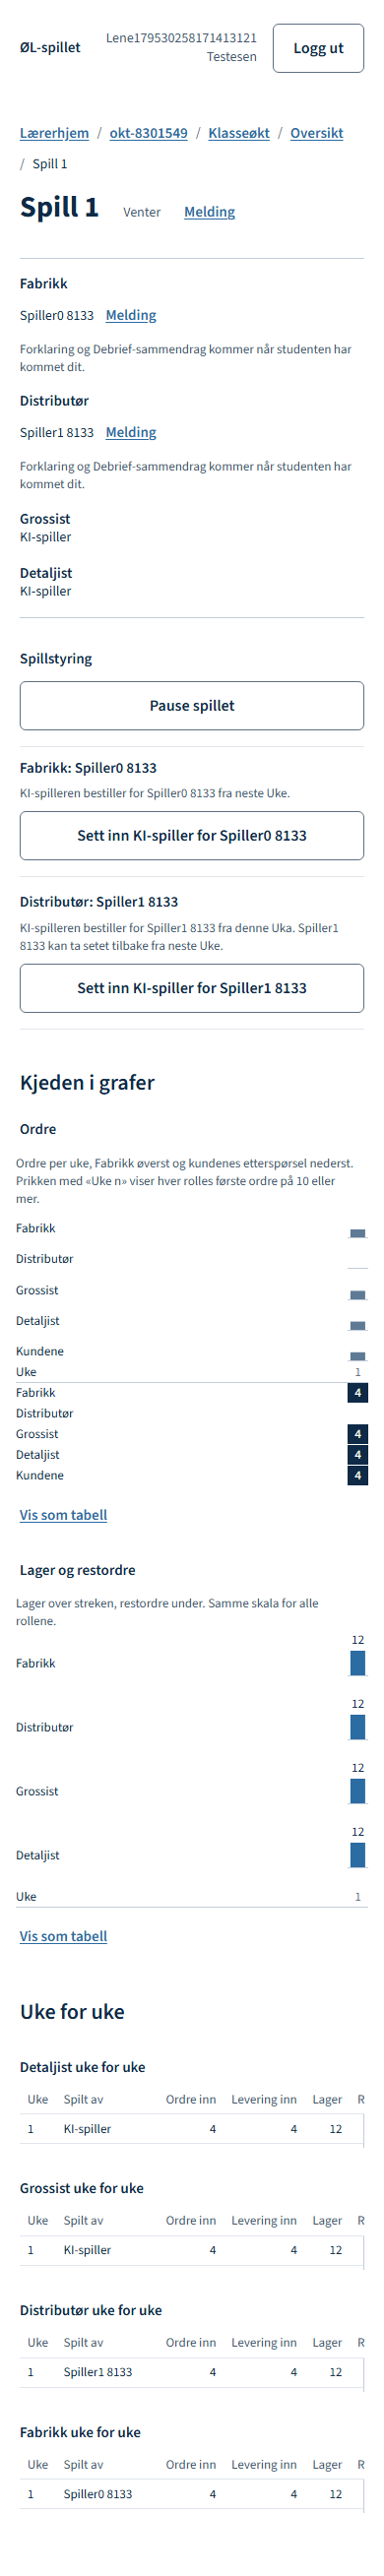 ØL-spillet
Lene179530258171413121
Testesen
Logg ut
Lærerhjem / okt-8301549 / Klasseøkt / Oversikt
/ Spill 1
Spill 1 Venter Melding
Fabrikk
Spiller0 8133 Melding
Forklaring og Debrief-sammendrag kommer når studenten har
kommet dit.
Distributør
Spiller1 8133 Melding
Forklaring og Debrief-sammendrag kommer når studenten har
kommet dit.
Grossist
KI-spiller
Detaljist
KI-spiller
Spillstyring
Pause spillet
Fabrikk: Spiller0 8133
KI-spilleren bestiller for Spiller0 8133 fra neste Uke.
Sett inn KI-spiller for Spiller0 8133
Distributør: Spiller1 8133
KI-spilleren bestiller for Spiller1 8133 fra denne Uka. Spiller1
8133 kan ta setet tilbake fra neste Uke.
Sett inn KI-spiller for Spiller1 8133
Kjeden i grafer
Ordre
Ordre per uke, Fabrikk øverst og kundenes etterspørsel nederst.
Prikken med «Uke n» viser hver rolles første ordre på 10 eller
mer.
Fabrikk
Distributør
Grossist
Detaljist
Kundene
Uke 1
Fabrikk 4
Distributør
Grossist 4
Detaljist 4
Kundene 4
Vis som tabell
Lager og restordre
Lager over streken, restordre under. Samme skala for alle
rollene.
12
Fabrikk
12
Distributør
12
Grossist
12
Detaljist
Uke 1
Vis som tabell
Uke for uke
Detaljist uke for uke
Uke Spilt av Ordre inn Levering inn Lager R
1 KI-spiller 4 4 12
Grossist uke for uke
Uke Spilt av Ordre inn Levering inn Lager R
1 KI-spiller 4 4 12
Distributør uke for uke
Uke Spilt av Ordre inn Levering inn Lager R
1 Spiller1 8133 4 4 12
Fabrikk uke for uke
Uke Spilt av Ordre inn Levering inn Lager R
1 Spiller0 8133 4 4 12